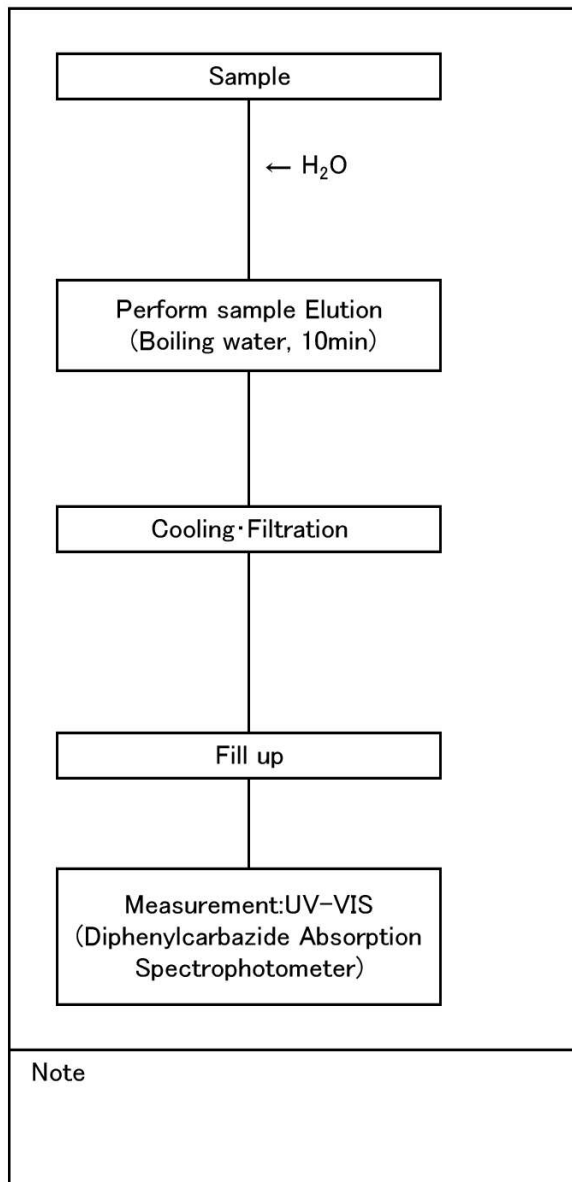 Sample
← H₂O
Perform sample Elution
(Boiling water, 10min)
Cooling・Filtration
Fill up
Measurement:UV-VIS
(Diphenylcarbazide Absorption
Spectrophotometer)
Note